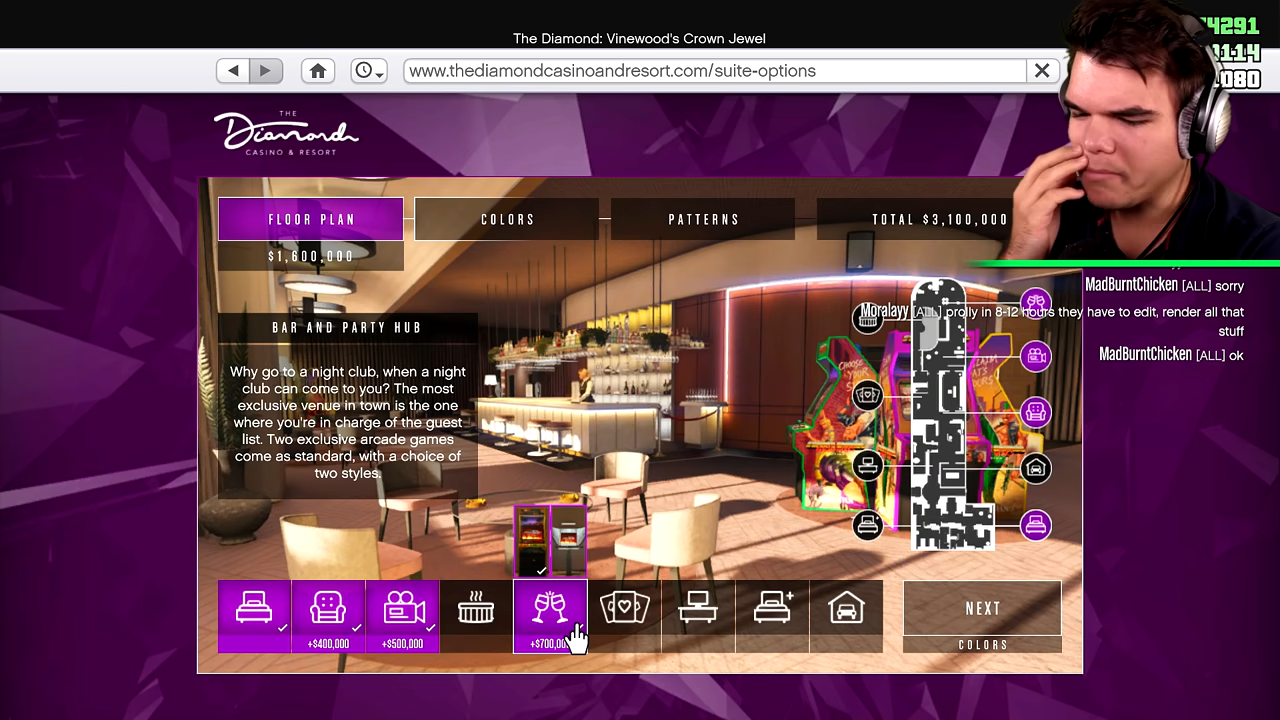 The Diamond: Vinewood's Crown Jewel
4291
1114
080
www.thediamondcasinoandresort.com/suite-options
THE
Diamond
CASINO & RESORT
FLOOR PLAN
COLORS
PATTERNS
TOTAL $3,100,000
$1,600,000
MadBurntChicken [ALL] sorry
Moralayy [ALL] prolly in 8-12 hours they have to edit, render all that
stuff
MadBurntChicken [ALL] ok
BAR AND PARTY HUB
Why go to a night club, when a night
club can come to you? The most
exclusive venue in town is the one
where you're in charge of the guest
list. Two exclusive arcade games
come as standard, with a choice of
two styles.
+$400,000
+$500,000
NEXT
COLORS